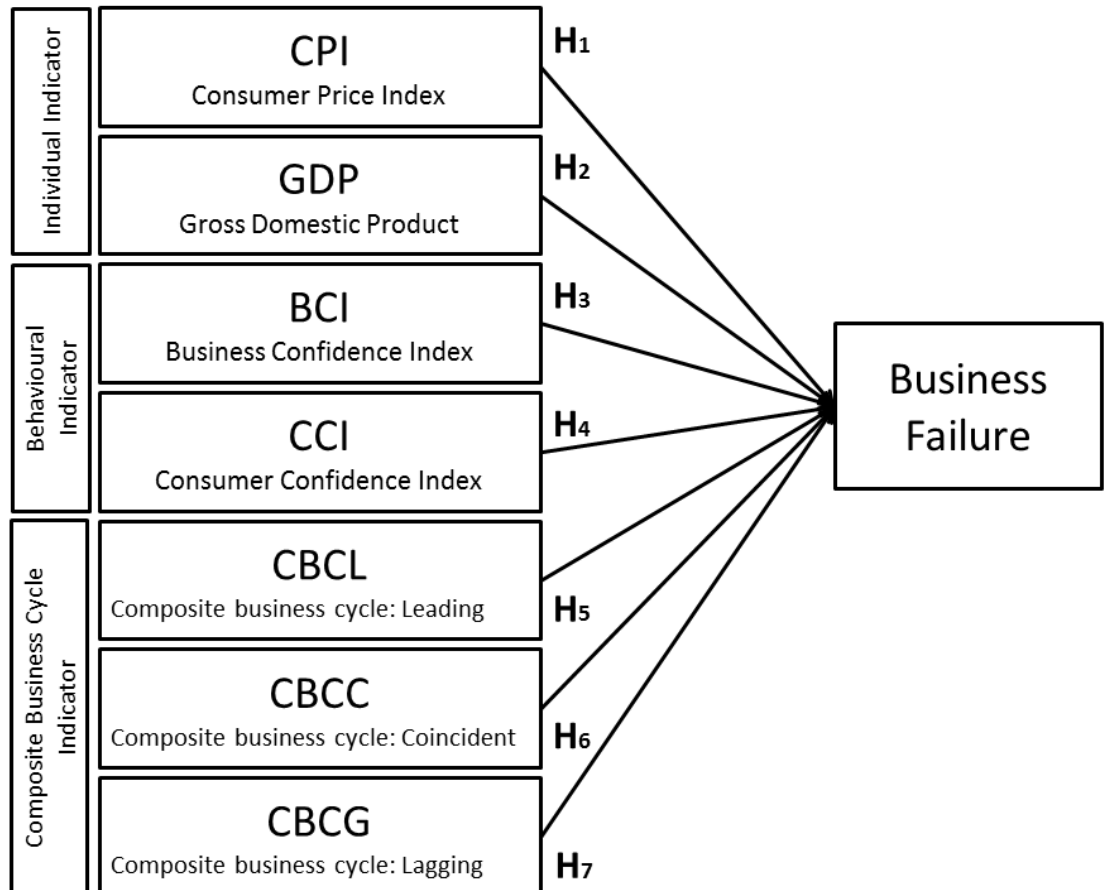 Individual Indicator
CPI
Consumer Price Index
H1
GDP
Gross Domestic Product
H2
Behavioural
Indicator
BCI
Business Confidence Index
H3
CCI
Consumer Confidence Index
H4
Composite Business Cycle
Indicator
CBCL
Composite business cycle: Leading
H5
CBCC
Composite business cycle: Coincident
H6
CBCG
Composite business cycle: Lagging
H7
Business
Failure